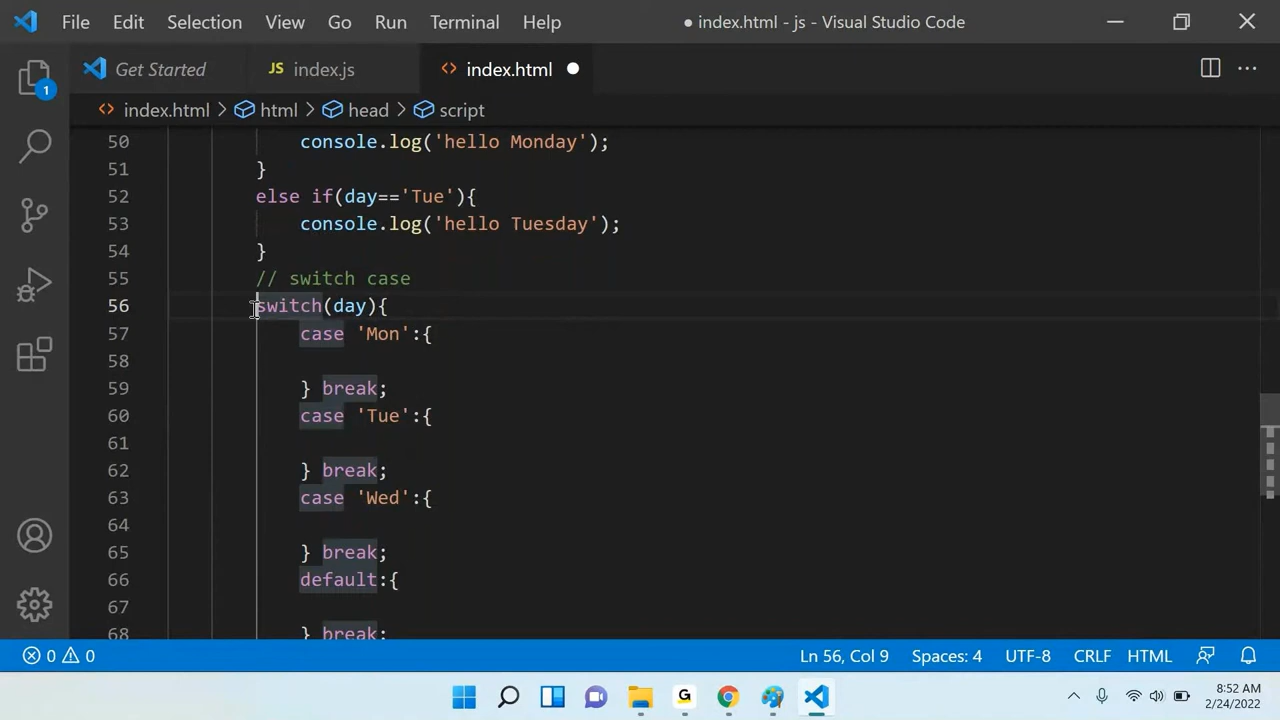 File Edit Selection View Go Run Terminal Help ● index.html - js - Visual Studio Code
Get Started JS index.js <> index.html ●
<> index.html > html > head > script
50 console.log('hello Monday');
51 }
52 else if(day=='Tue'){
53 console.log('hello Tuesday');
54 }
55 // switch case
56 switch(day){
57 case 'Mon':{
58
59 } break;
60 case 'Tue':{
61
62 } break;
63 case 'Wed':{
64
65 } break;
66 default:{
67
68 } break;
1
0 0 Ln 56, Col 9 Spaces: 4 UTF-8 CRLF HTML
G 8:52 AM
2/24/2022